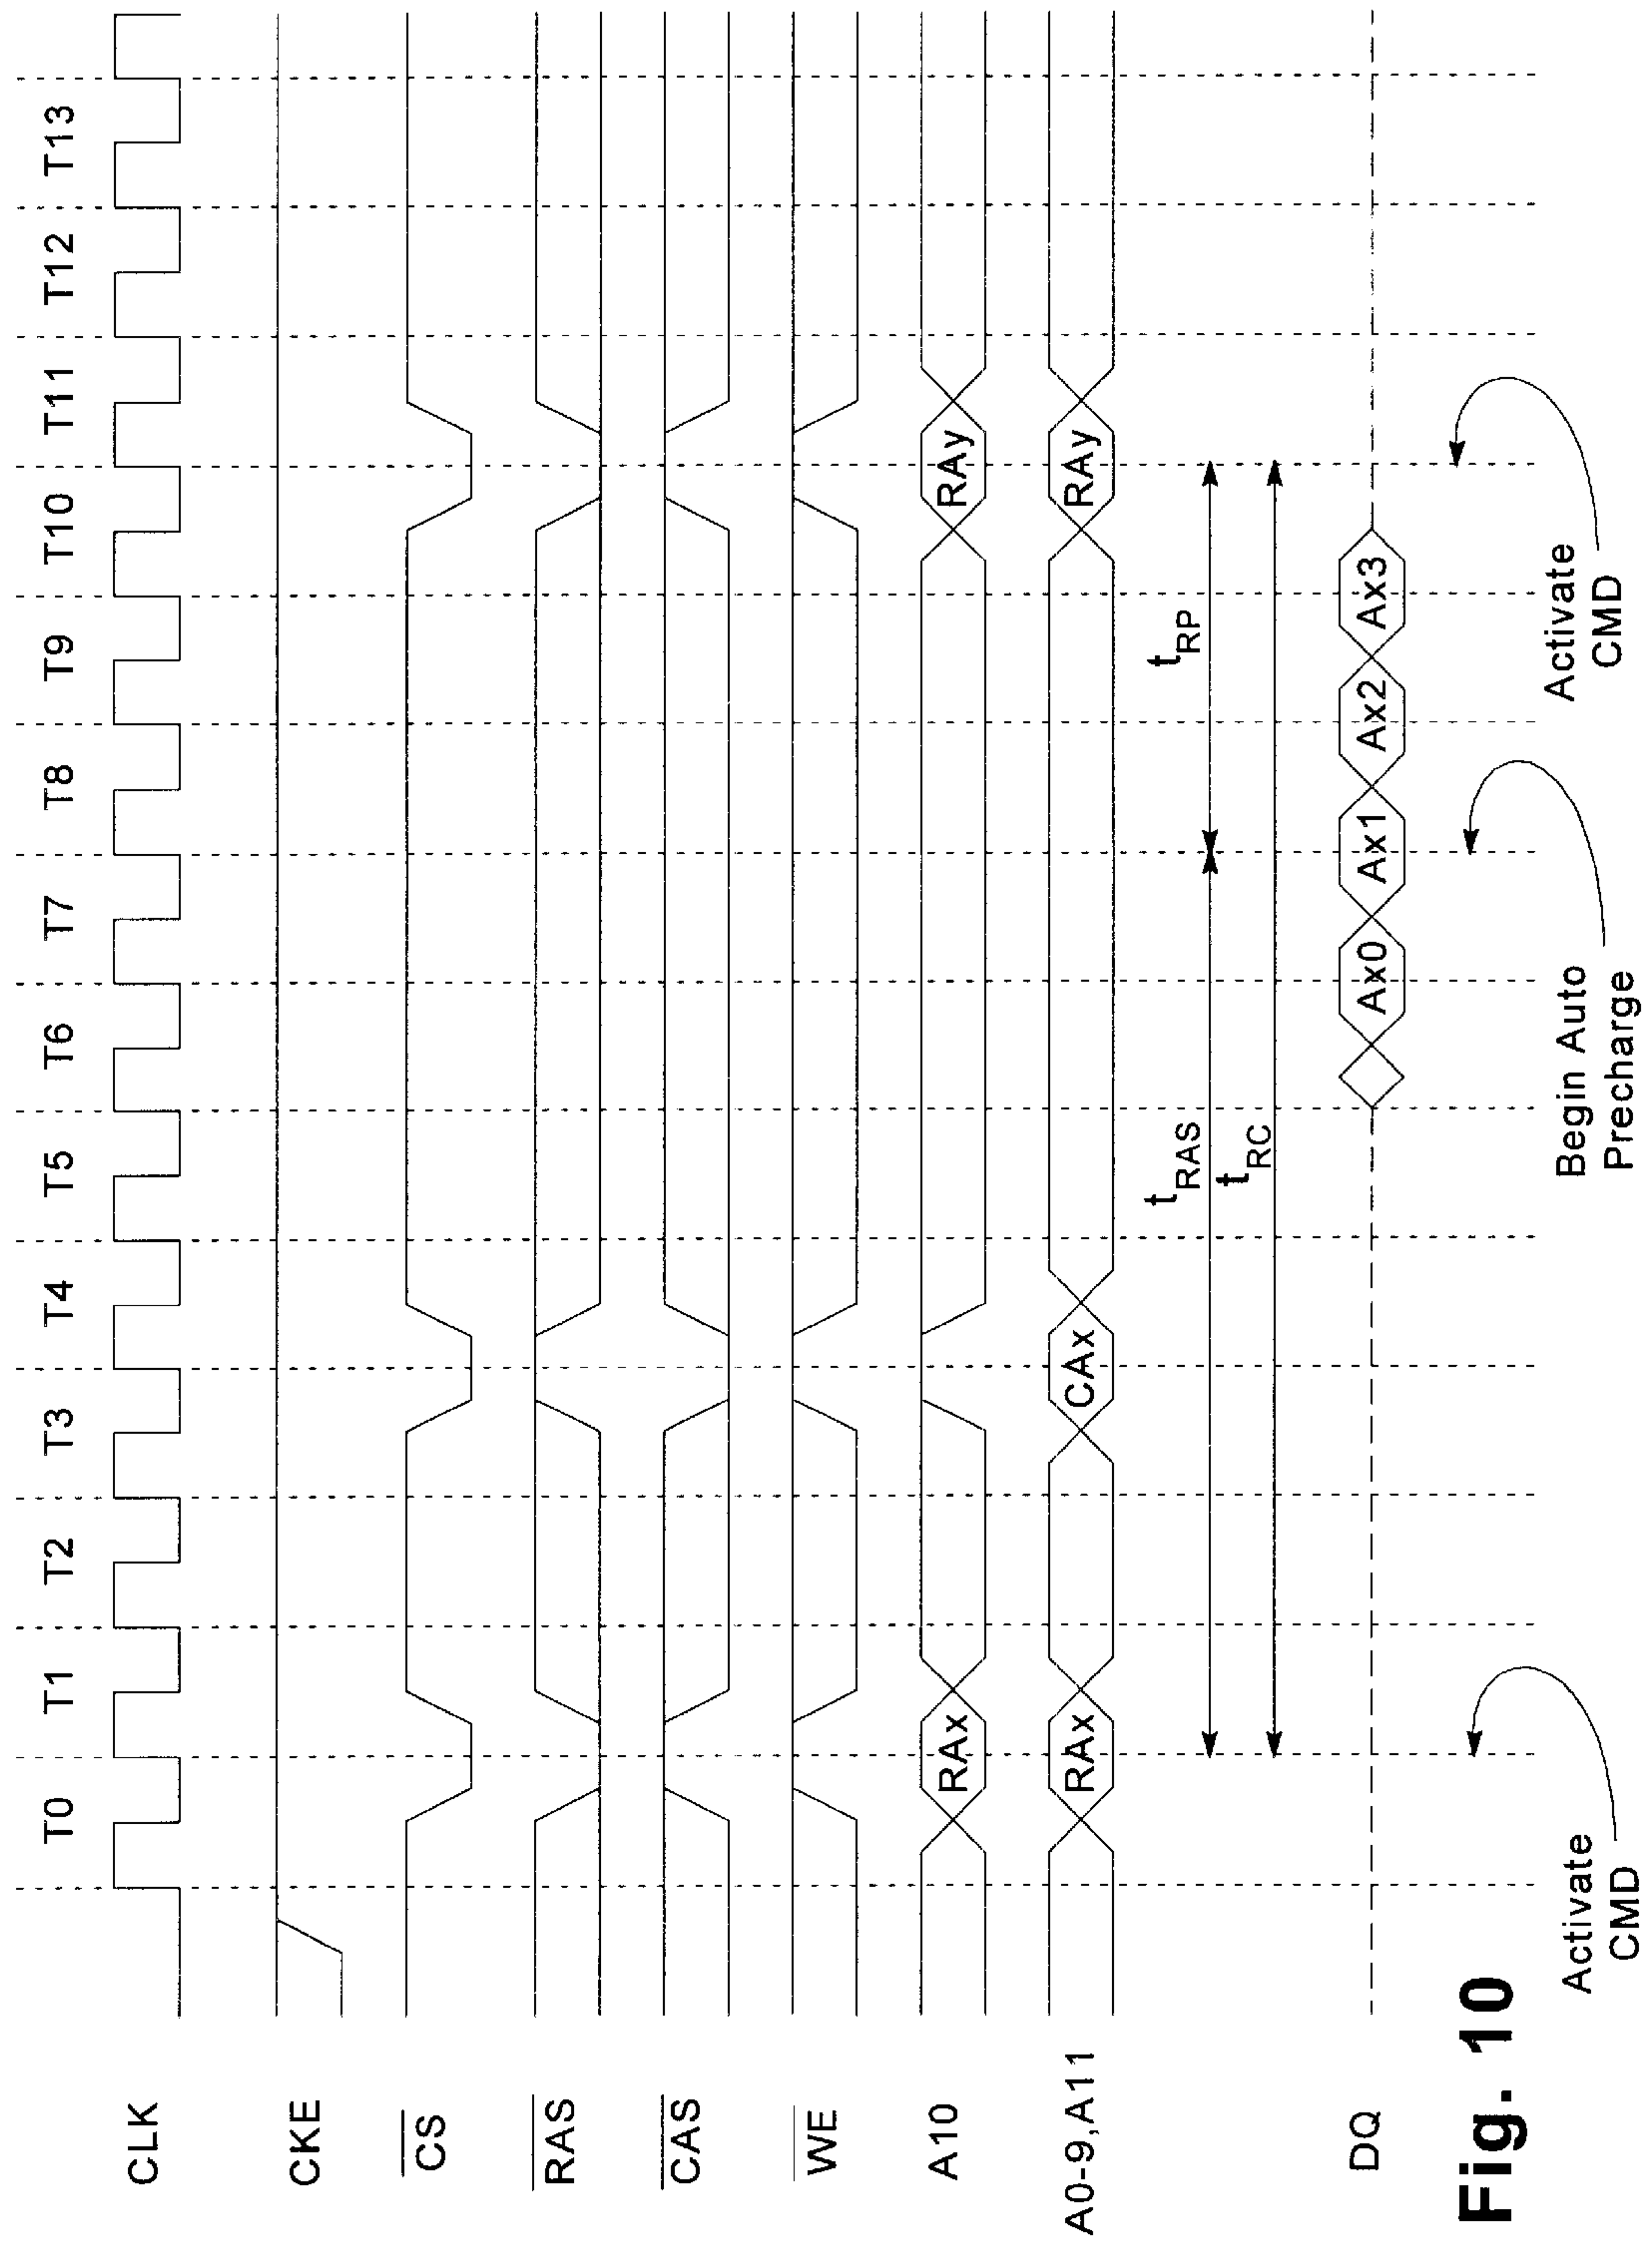 T0 T1 T2 T3 T4 T5 T6 T7 T8 T9 T10 T11 T12 T13
CLK
CKE
CS
RAS
CAS
WE
A10 RAx RAy
A0-9,A11 RAx CAx RAy
tRAS tRP
tRC
DQ Ax0 Ax1 Ax2 Ax3
Activate
CMD
Begin Auto
Precharge
Activate
CMD
Fig. 10